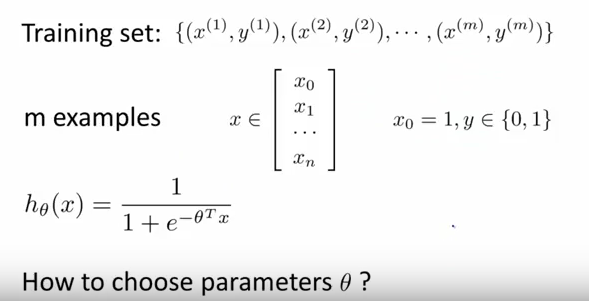 Training set: {(x^{(1)}, y^{(1)}), (x^{(2)}, y^{(2)}), ⋯ , (x^{(m)}, y^{(m)})}
m examples x ∈ [ x_0 x_1 ⋯ x_n ] x_0 = 1, y ∈ {0, 1}
h_θ(x) = \frac{1}{1 + e^{−θ^T x}}
How to choose parameters θ ?